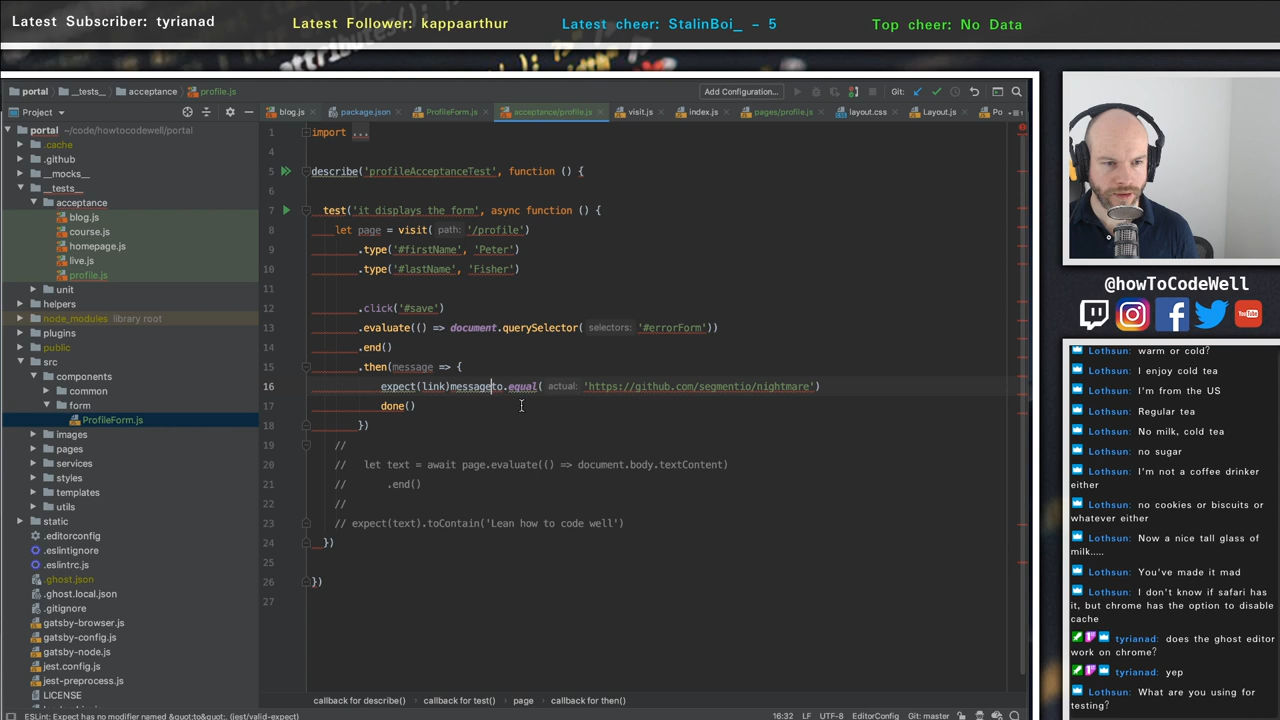 Latest Subscriber: tyrianad
Latest Follower: kappaarthur
Latest cheer: StalinBoi_ - 5
Top cheer: No Data
portal
__tests__
acceptance
profile.js
Add Configuration...
Git:
Project
blog.js
package.json
ProfileForm.js
acceptance/profile.js
visit.js
index.js
pages/profile.js
layout.css
Layout.js
Po
portal ~/code/howtocodewell/portal
.cache
.github
__mocks__
__tests__
acceptance
blog.js
course.js
homepage.js
live.js
profile.js
unit
helpers
node_modules library root
plugins
public
src
components
common
form
ProfileForm.js
images
pages
services
styles
templates
utils
static
.editorconfig
.eslintignore
.eslintrc.js
.ghost.json
.ghost.local.json
.gitignore
gatsby-browser.js
gatsby-config.js
gatsby-node.js
jest.config.js
jest-preprocess.js
LICENSE
1 import ...
4
5 describe('profileAcceptanceTest', function () {
6
7 test('it displays the form', async function () {
8 let page = visit( path: '/profile')
9 .type('#firstName', 'Peter')
10 .type('#lastName', 'Fisher')
11
12 .click('#save')
13 .evaluate(() => document.querySelector( selectors: '#errorForm'))
14 .end()
15 .then(message => {
16 expect(link)messageto.equal( actual: 'https://github.com/segmentio/nightmare')
17 done()
18 })
19 //
20 // let text = await page.evaluate(() => document.body.textContent)
21 // .end()
22 //
23 // expect(text).toContain('Lean how to code well')
24 })
25
26 })
27
callback for describe()
callback for test()
page
callback for then()
ESLint: Expect has no modifier named &quot;to&quot;. (jest/valid-expect)
16:32 LF UTF-8 EditorConfig Git: master
@howToCodeWell
You Tube
Lothsun: warm or cold?
Lothsun: I enjoy cold tea
Lothsun: I'm from the US
Lothsun: Regular tea
Lothsun: No milk, cold tea
Lothsun: no sugar
Lothsun: I'm not a coffee drinker
either
Lothsun: no cookies or biscuits or
whatever either
Lothsun: Now a nice tall glass of
milk.....
Lothsun: You've made it mad
Lothsun: I don't know if safari has
it, but chrome has the option to disable
cache
tyrianad: does the ghost editor
work on chrome?
tyrianad: yep
Lothsun: What are you using for
testing?